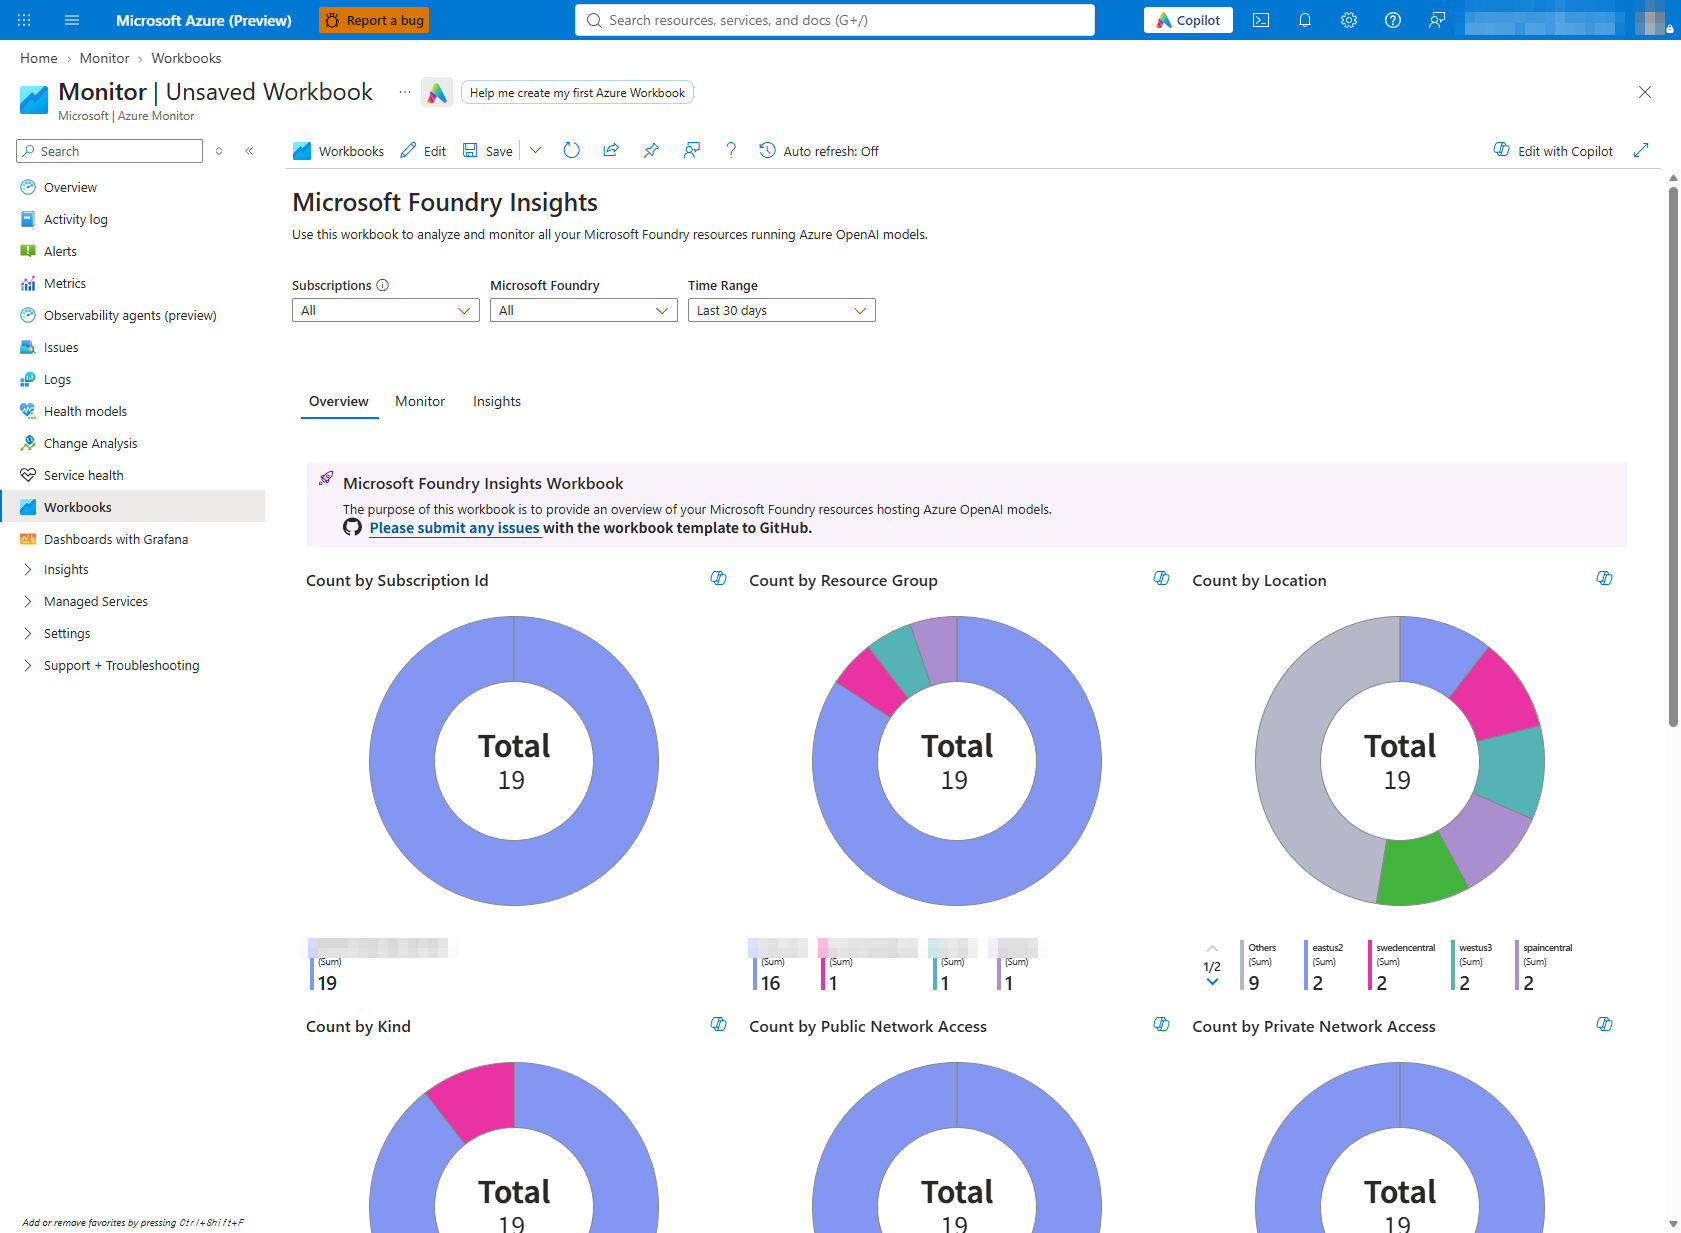 Microsoft Azure (Preview)
Report a bug
Search resources, services, and docs (G+/)
Copilot
Home > Monitor > Workbooks
Monitor | Unsaved Workbook
...
Help me create my first Azure Workbook
Microsoft | Azure Monitor
Search
Workbooks
Edit
Save
Auto refresh: Off
Edit with Copilot
Overview
Activity log
Alerts
Metrics
Observability agents (preview)
Issues
Logs
Health models
Change Analysis
Service health
Workbooks
Dashboards with Grafana
Insights
Managed Services
Settings
Support + Troubleshooting
Add or remove favorites by pressing Ctrl+Shift+F
Microsoft Foundry Insights
Use this workbook to analyze and monitor all your Microsoft Foundry resources running Azure OpenAI models.
Subscriptions
Microsoft Foundry
Time Range
All
All
Last 30 days
Overview
Monitor
Insights
Microsoft Foundry Insights Workbook
The purpose of this workbook is to provide an overview of your Microsoft Foundry resources hosting Azure OpenAI models.
Please submit any issues with the workbook template to GitHub.
Count by Subscription Id
Total
19
(Sum)
19
Count by Resource Group
Total
19
(Sum)
16
(Sum)
1
(Sum)
1
(Sum)
1
Count by Location
Total
19
1/2
Others
(Sum)
9
eastus2
(Sum)
2
swedencentral
(Sum)
2
westus3
(Sum)
2
spaincentral
(Sum)
2
Count by Kind
Total
19
Count by Public Network Access
Total
19
Count by Private Network Access
Total
19